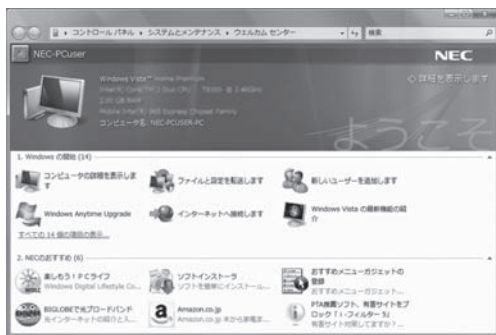 コントロール パネル ▸ システムとメンテナンス ▸ ウェルカム センター
検索
NEC-PCuser
NEC
Windows Vista™ Home Premium
詳細を表示します
2.00 GB RAM
コンピュータ名: NEC-PCUSER-PC
ようこそ
1. Windows の開始 (14)
コンピュータの詳細を表示しま
す
ファイルと設定を転送します
新しいユーザーを追加します
Windows Anytime Upgrade
インターネットへ接続します
Windows Vista の最新機能の紹
介
すべての 14 個の項目の表示...
2. NECのおすすめ (6)
楽しもう!PCライフ
Windows Digital Lifestyle Co...
ソフトインストーラ
ソフトを簡単にインストール...
おすすめメニューガジェットの
登録
おすすめメニューガジェット...
BIGLOBEで光ブロードバンド
光インターネットの紹介と入...
Amazon.co.jp
Amazon.co.jp 本から家電ま...
PTA推奨ソフト、有害サイトをブ
ロック「i-フィルター 5」
有害サイト対策してますか?...